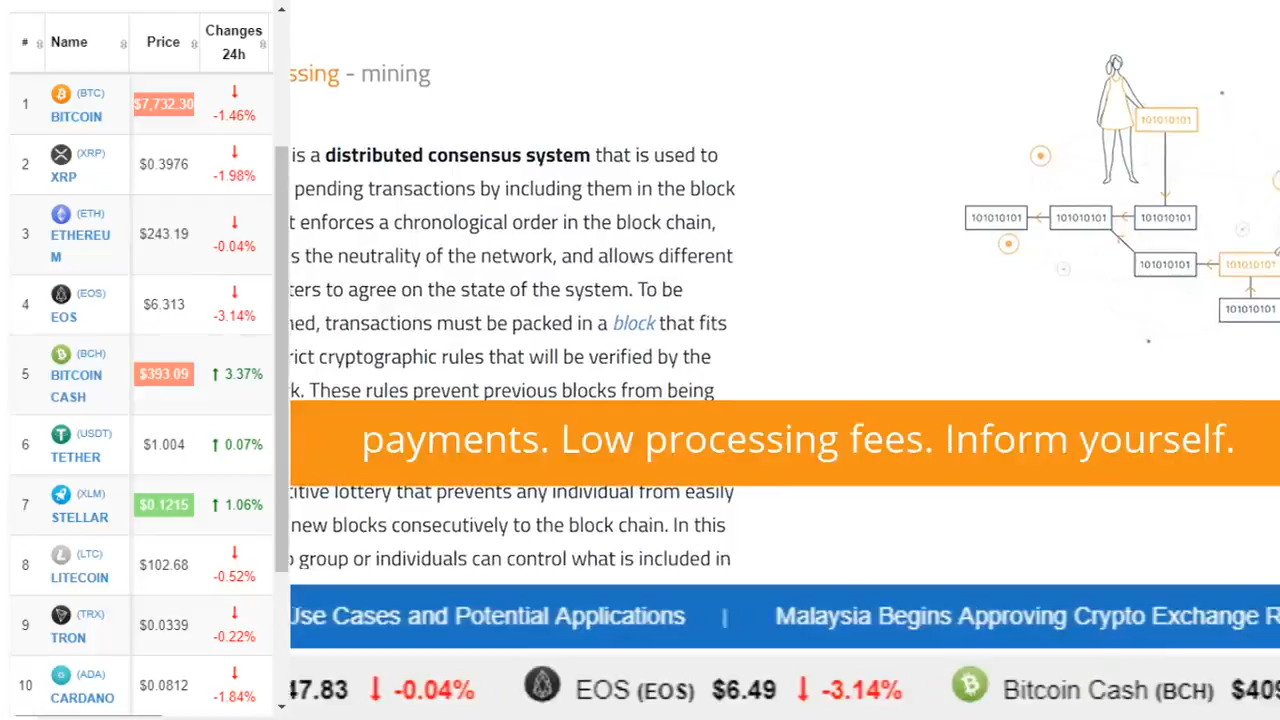 # Name Price Changes 24h
1 (BTC) BITCOIN $7,732.30 -1.46%
2 (XRP) XRP $0.3976 -1.98%
3 (ETH) ETHEREUM $243.19 -0.04%
4 (EOS) EOS $6.313 -3.14%
5 (BCH) BITCOIN CASH $393.09 3.37%
6 (USDT) TETHER $1.004 0.07%
7 (XLM) STELLAR $0.1215 1.06%
8 (LTC) LITECOIN $102.68 -0.52%
9 (TRX) TRON $0.0339 -0.22%
10 (ADA) CARDANO $0.0812 -1.84%
ssing - mining
is a distributed consensus system that is used to
pending transactions by including them in the block
t enforces a chronological order in the block chain,
s the neutrality of the network, and allows different
ters to agree on the state of the system. To be
ned, transactions must be packed in a block that fits
rict cryptographic rules that will be verified by the
k. These rules prevent previous blocks from being
payments. Low processing fees. Inform yourself.
titive lottery that prevents any individual from easily
new blocks consecutively to the block chain. In this
group or individuals can control what is included in
101010101
101010101 101010101 101010101
101010101 101010101
101010101
Use Cases and Potential Applications | Malaysia Begins Approving Crypto Exchange R
47.83 -0.04% EOS (EOS) $6.49 -3.14% Bitcoin Cash (BCH) $409